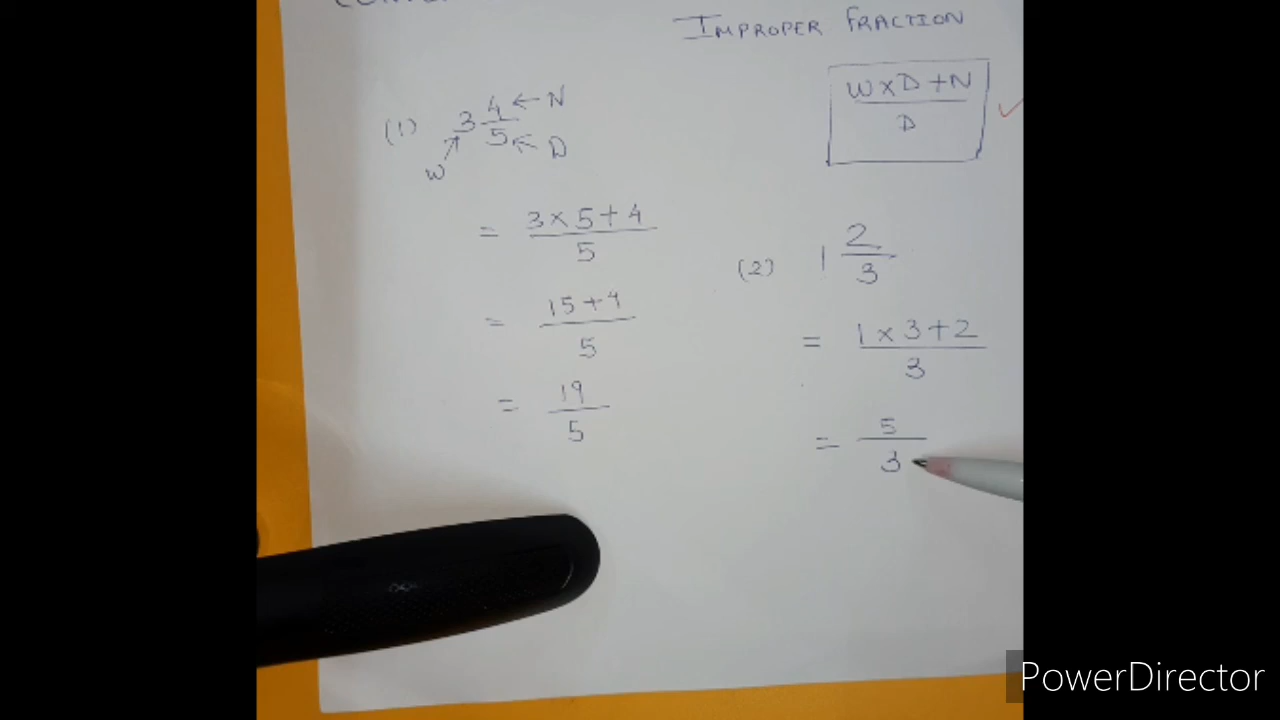 IMPROPER FRACTION
W × D + N
D
(1) 3 4/5 ← N
← D
W
= 3 × 5 + 4
5
= 15 + 4
5
= 19
5
(2) 1 2/3
= 1 × 3 + 2
3
= 5
3
PowerDirector